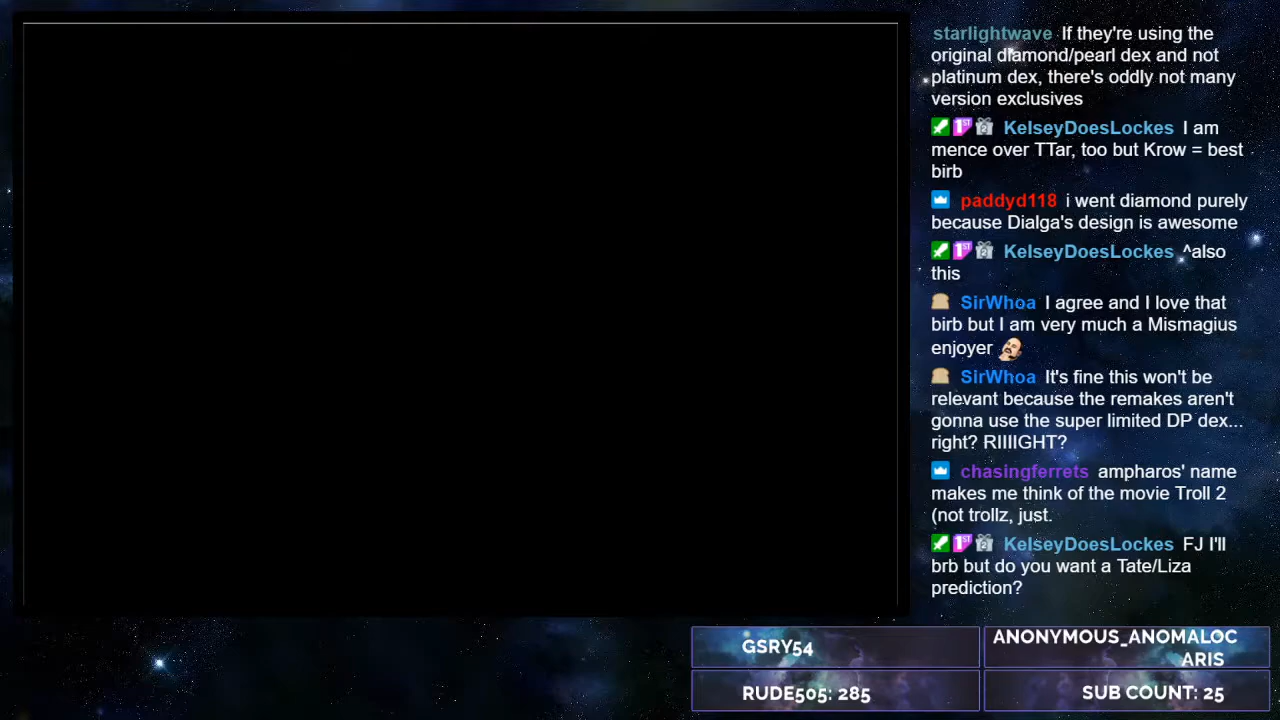 starlightwave If they're using the
original diamond/pearl dex and not
platinum dex, there's oddly not many
version exclusives
KelseyDoesLockes I am
mence over TTar, too but Krow = best
birb
paddyd118 i went diamond purely
because Dialga's design is awesome
KelseyDoesLockes ^also
this
SirWhoa I agree and I love that
birb but I am very much a Mismagius
enjoyer
SirWhoa It's fine this won't be
relevant because the remakes aren't
gonna use the super limited DP dex...
right? RIIIIGHT?
chasingferrets ampharos' name
makes me think of the movie Troll 2
(not trollz, just.
KelseyDoesLockes FJ I'll
brb but do you want a Tate/Liza
prediction?
GSRY54
ANONYMOUS_ANOMALOC
ARIS
RUDE505: 285
SUB COUNT: 25